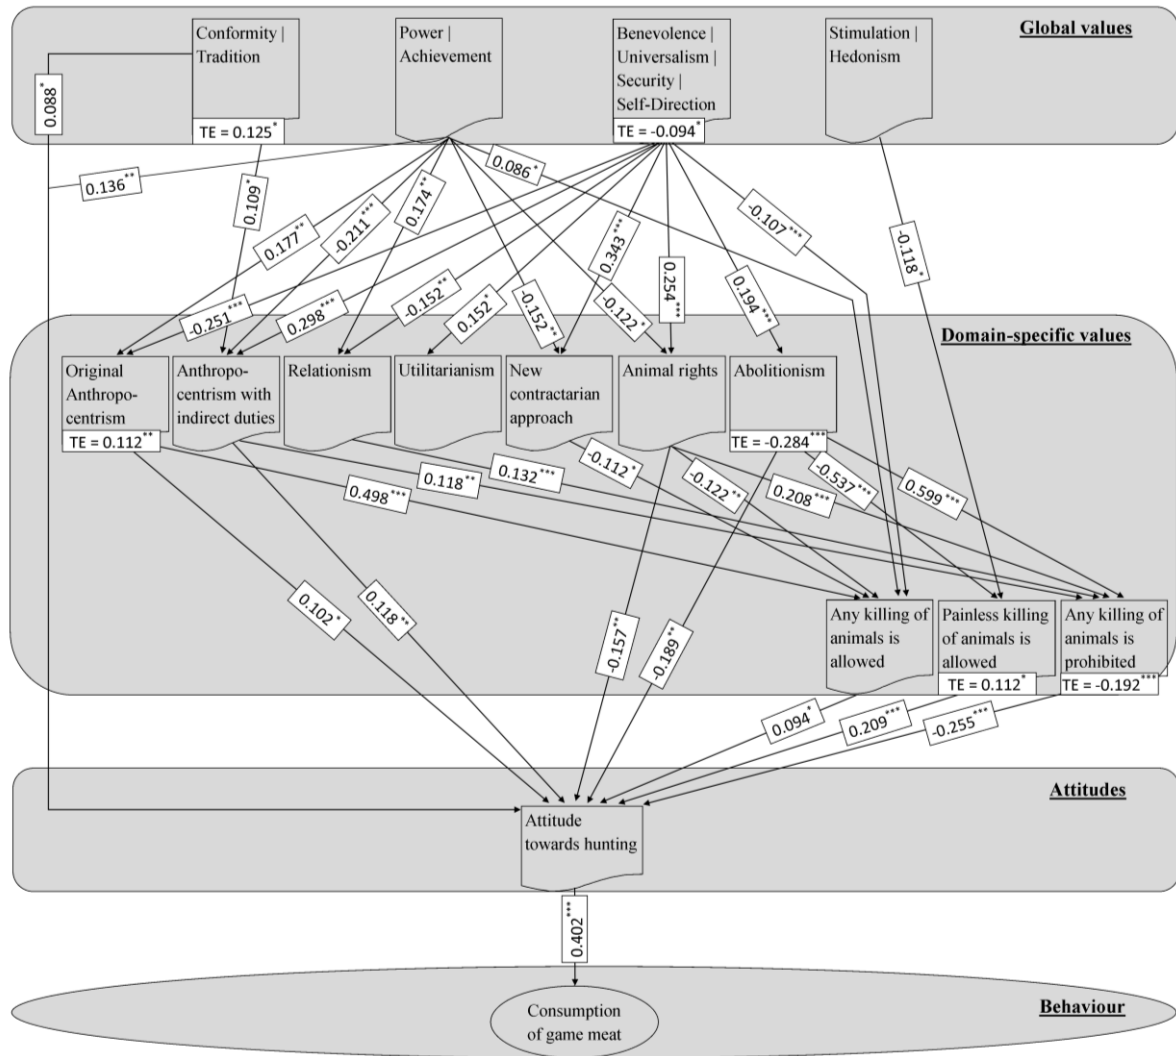 Global values
Conformity |
Tradition
TE = 0.125*
Power |
Achievement
Benevolence |
Universalism |
Security |
Self-Direction
TE = -0.094*
Stimulation |
Hedonism
0.088*
0.136**
0.109*
0.177**
-0.211***
0.174**
0.086*
-0.107***
-0.118*
0.343***
0.254***
0.194***
-0.251***
0.298***
-0.152**
0.152*
-0.152**
-0.122*
Domain-specific values
Original
Anthropo-
centrism
TE = 0.112**
Anthropo-
centrism with
indirect duties
Relationism
Utilitarianism
New
contractarian
approach
Animal rights
Abolitionism
TE = -0.284***
0.498***
0.118**
0.132***
-0.112*
-0.122**
0.208***
-0.537***
0.599***
0.102*
0.118**
-0.157**
-0.189**
Any killing of
animals is
allowed
Painless killing
of animals is
allowed
TE = 0.112*
Any killing of
animals is
prohibited
TE = -0.192***
0.094*
0.209***
-0.255***
Attitudes
Attitude
towards hunting
0.402***
Behaviour
Consumption
of game meat